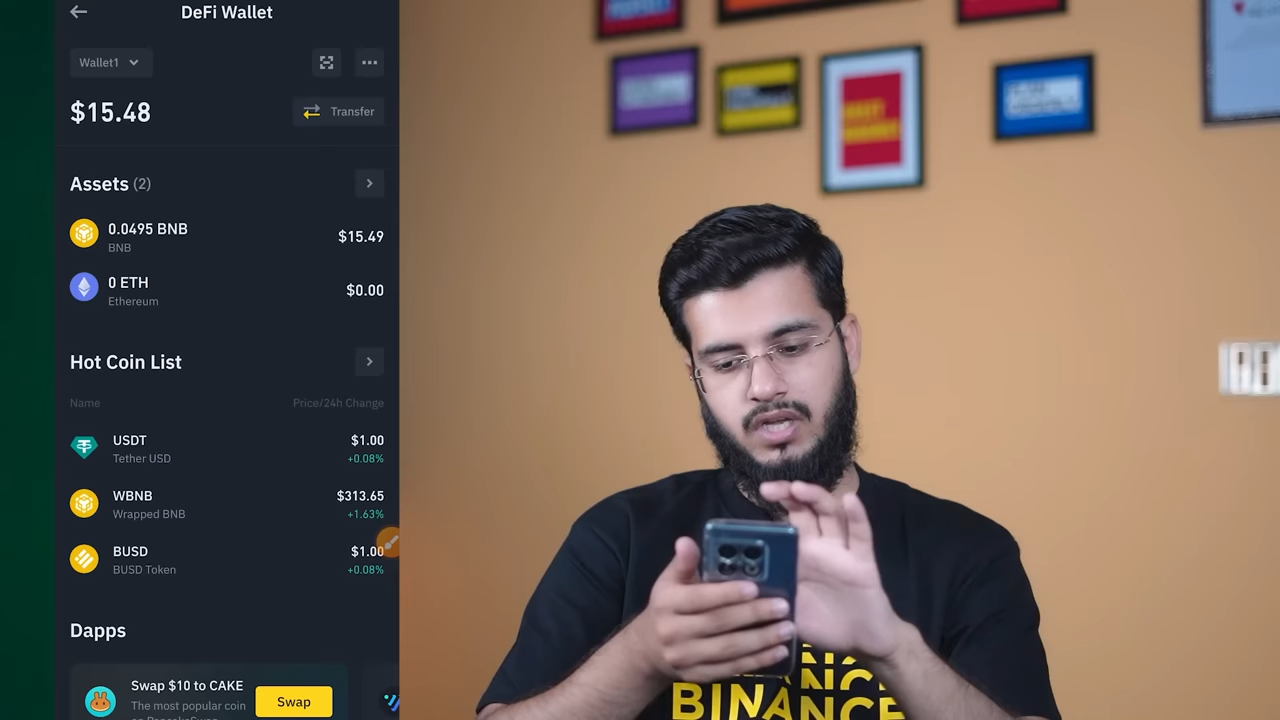 DeFi Wallet
Wallet1
$15.48
Transfer
Assets (2)
0.0495 BNB
BNB
$15.49
0 ETH
Ethereum
$0.00
Hot Coin List
Name
Price/24h Change
USDT
Tether USD
$1.00
+0.08%
WBNB
Wrapped BNB
$313.65
+1.63%
BUSD
BUSD Token
$1.00
+0.08%
Dapps
Swap $10 to CAKE
The most popular coin
on PancakeSwap
Swap
BINANCE